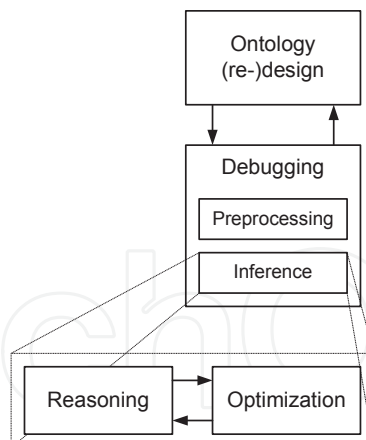 Ontology
(re-)design
Debugging
Preprocessing
Inference
Reasoning
Optimization